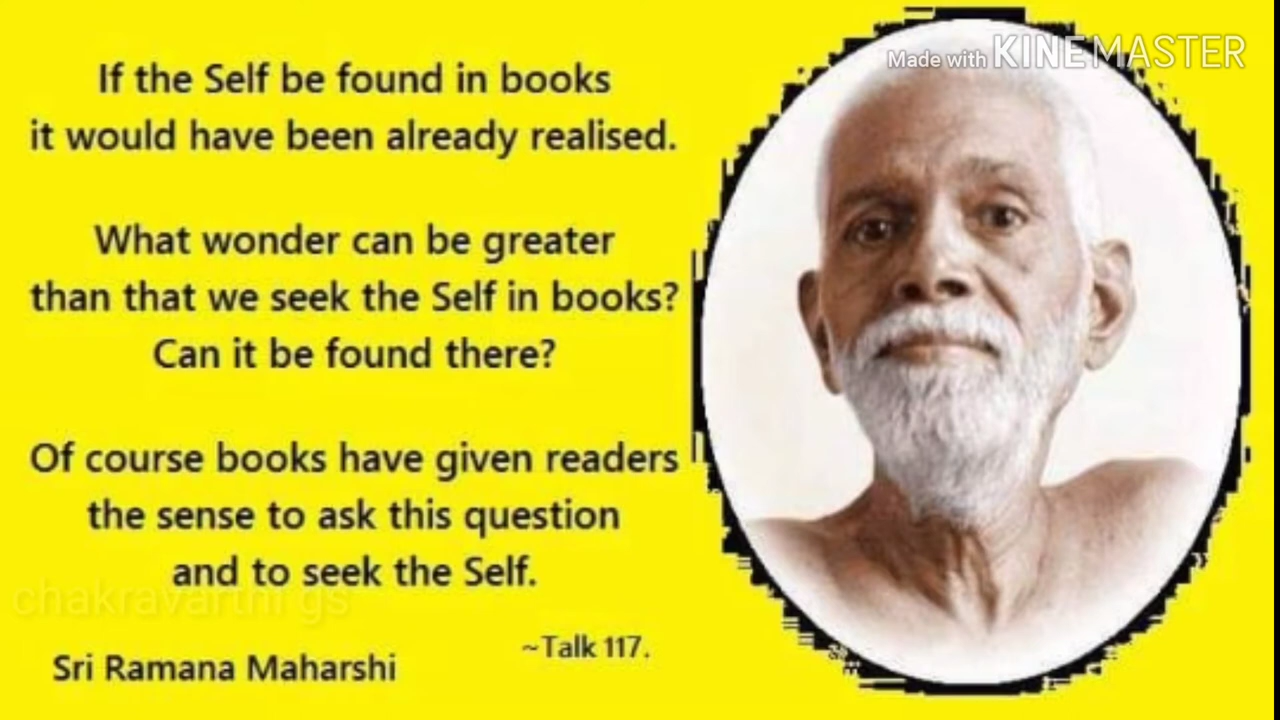 Made with KINEMASTER
If the Self be found in books
it would have been already realised.
What wonder can be greater
than that we seek the Self in books?
Can it be found there?
Of course books have given readers
the sense to ask this question
and to seek the Self.
chakravarthi gs
~Talk 117.
Sri Ramana Maharshi